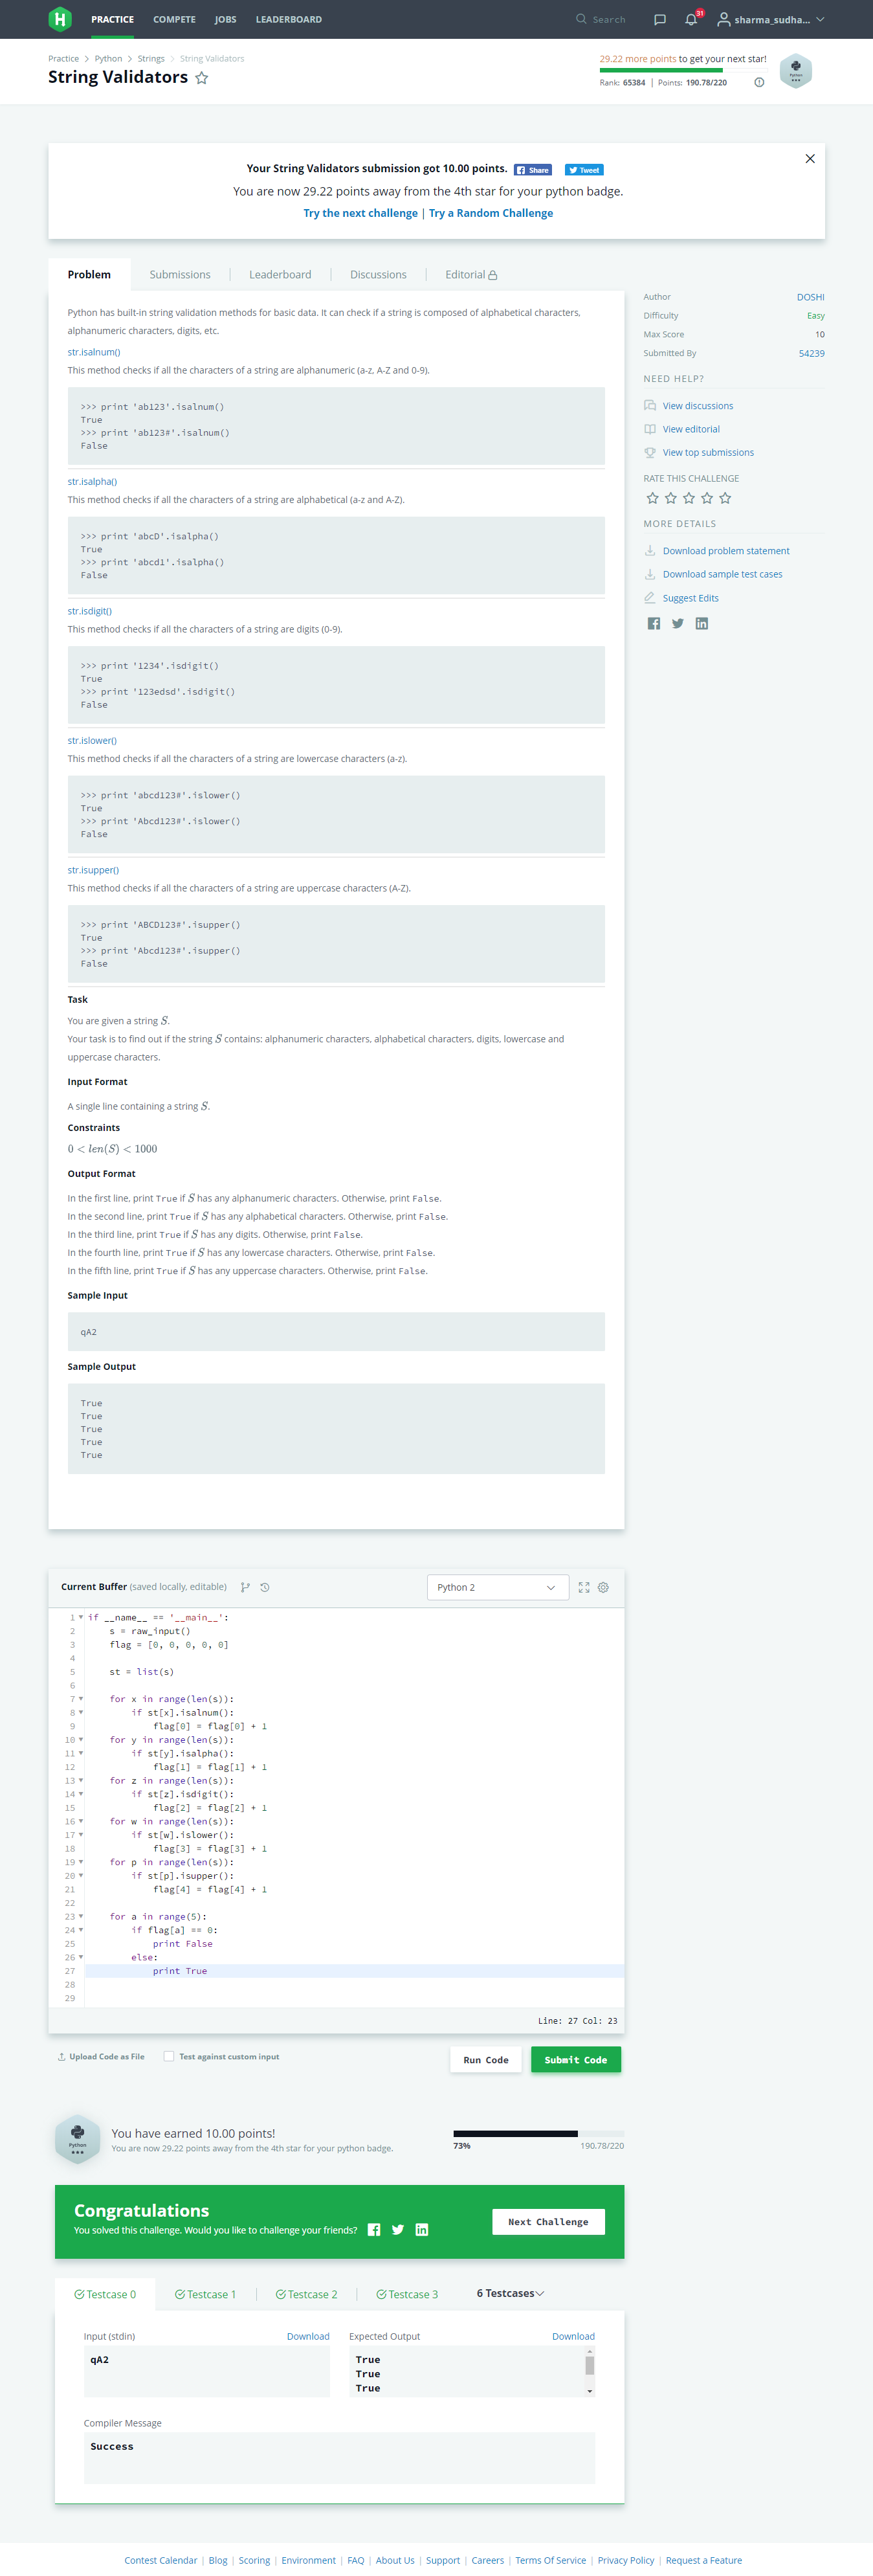 PRACTICE COMPETE JOBS LEADERBOARD Search 31 sharma_sudha...
Practice > Python > Strings > String Validators
String Validators
29.22 more points to get your next star!
Rank: 65384 | Points: 190.78/220
Python
Your String Validators submission got 10.00 points. Share Tweet
You are now 29.22 points away from the 4th star for your python badge.
Try the next challenge | Try a Random Challenge
Problem Submissions Leaderboard Discussions Editorial
Python has built-in string validation methods for basic data. It can check if a string is composed of alphabetical characters,
alphanumeric characters, digits, etc.
str.isalnum()
This method checks if all the characters of a string are alphanumeric (a-z, A-Z and 0-9).
>>> print 'ab123'.isalnum()
True
>>> print 'ab123#'.isalnum()
False
str.isalpha()
This method checks if all the characters of a string are alphabetical (a-z and A-Z).
>>> print 'abcD'.isalpha()
True
>>> print 'abcd1'.isalpha()
False
str.isdigit()
This method checks if all the characters of a string are digits (0-9).
>>> print '1234'.isdigit()
True
>>> print '123edsd'.isdigit()
False
str.islower()
This method checks if all the characters of a string are lowercase characters (a-z).
>>> print 'abcd123#'.islower()
True
>>> print 'Abcd123#'.islower()
False
str.isupper()
This method checks if all the characters of a string are uppercase characters (A-Z).
>>> print 'ABCD123#'.isupper()
True
>>> print 'Abcd123#'.isupper()
False
Task
You are given a string S.
Your task is to find out if the string S contains: alphanumeric characters, alphabetical characters, digits, lowercase and
uppercase characters.
Input Format
A single line containing a string S.
Constraints
0 < len(S) < 1000
Output Format
In the first line, print True if S has any alphanumeric characters. Otherwise, print False.
In the second line, print True if S has any alphabetical characters. Otherwise, print False.
In the third line, print True if S has any digits. Otherwise, print False.
In the fourth line, print True if S has any lowercase characters. Otherwise, print False.
In the fifth line, print True if S has any uppercase characters. Otherwise, print False.
Sample Input
qA2
Sample Output
True
True
True
True
True
Author DOSHI
Difficulty Easy
Max Score 10
Submitted By 54239
NEED HELP?
View discussions
View editorial
View top submissions
RATE THIS CHALLENGE
MORE DETAILS
Download problem statement
Download sample test cases
Suggest Edits
Current Buffer (saved locally, editable) Python 2
1 if __name__ == '__main__':
2     s = raw_input()
3     flag = [0, 0, 0, 0, 0]
4
5     st = list(s)
6
7     for x in range(len(s)):
8         if st[x].isalnum():
9             flag[0] = flag[0] + 1
10     for y in range(len(s)):
11         if st[y].isalpha():
12             flag[1] = flag[1] + 1
13     for z in range(len(s)):
14         if st[z].isdigit():
15             flag[2] = flag[2] + 1
16     for w in range(len(s)):
17         if st[w].islower():
18             flag[3] = flag[3] + 1
19     for p in range(len(s)):
20         if st[p].isupper():
21             flag[4] = flag[4] + 1
22
23     for a in range(5):
24         if flag[a] == 0:
25             print False
26         else:
27             print True
28
29
Line: 27 Col: 23
Upload Code as File Test against custom input Run Code Submit Code
Python
You have earned 10.00 points!
You are now 29.22 points away from the 4th star for your python badge.
73% 190.78/220
Congratulations
You solved this challenge. Would you like to challenge your friends?
Next Challenge
Testcase 0 Testcase 1 Testcase 2 Testcase 3 6 Testcases
Input (stdin) Download
qA2
Expected Output Download
True
True
True
Compiler Message
Success
Contest Calendar | Blog | Scoring | Environment | FAQ | About Us | Support | Careers | Terms Of Service | Privacy Policy | Request a Feature